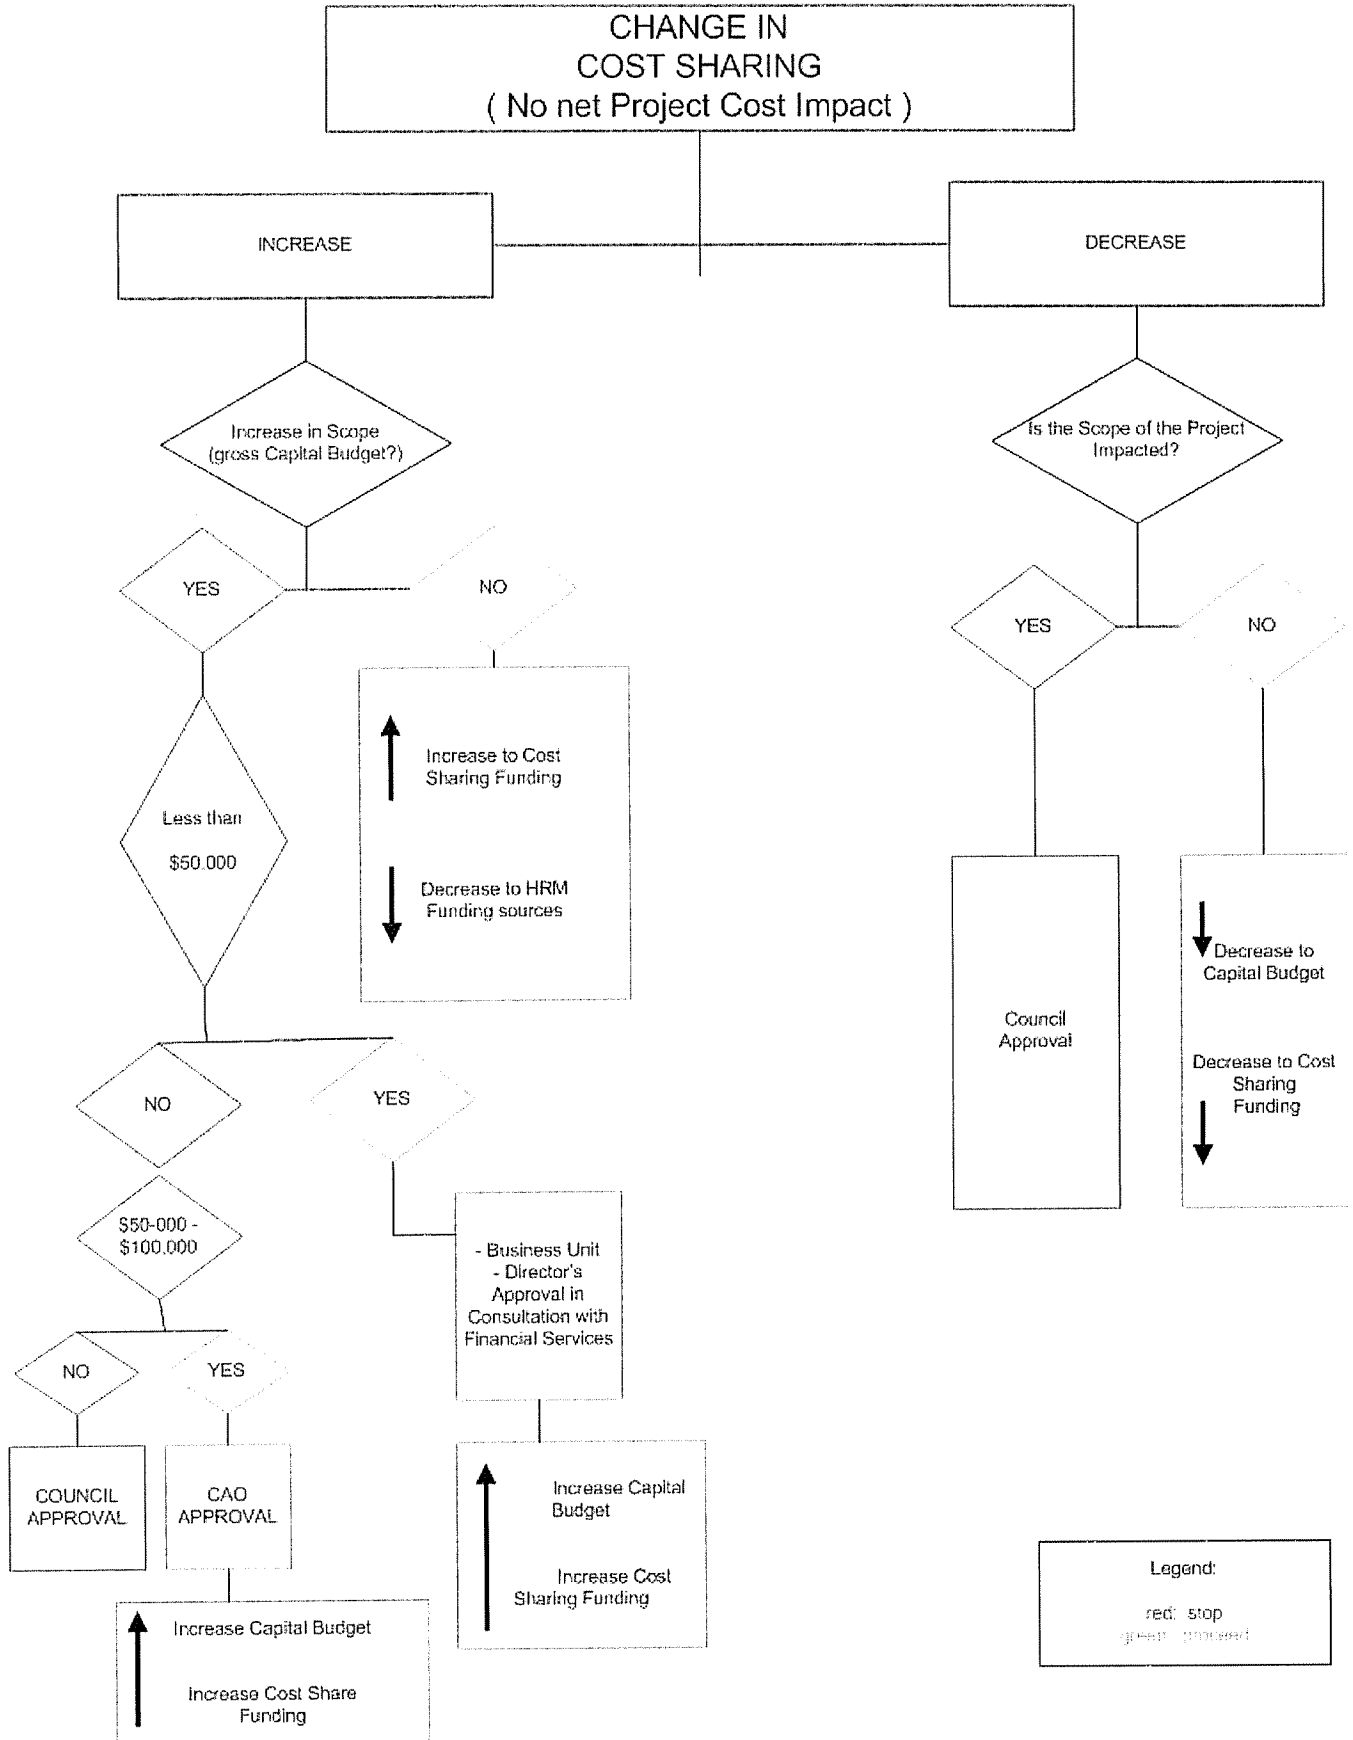 CHANGE IN
COST SHARING
( No net Project Cost Impact )
INCREASE
DECREASE
Increase in Scope
(gross Capital Budget?)
Is the Scope of the Project
Impacted?
YES
NO
YES
NO
Increase to Cost
Sharing Funding
Decrease to HRM
Funding sources
Less than
$50.000
Council
Approval
Decrease to
Capital Budget
Decrease to Cost
Sharing
Funding
NO
YES
$50-000 -
$100.000
- Business Unit
- Director's
Approval in
Consultation with
Financial Services
NO
YES
COUNCIL
APPROVAL
CAO
APPROVAL
Increase Capital
Budget
Increase Cost
Sharing Funding
Increase Capital Budget
Increase Cost Share
Funding
Legend:
red: stop
green: proceed